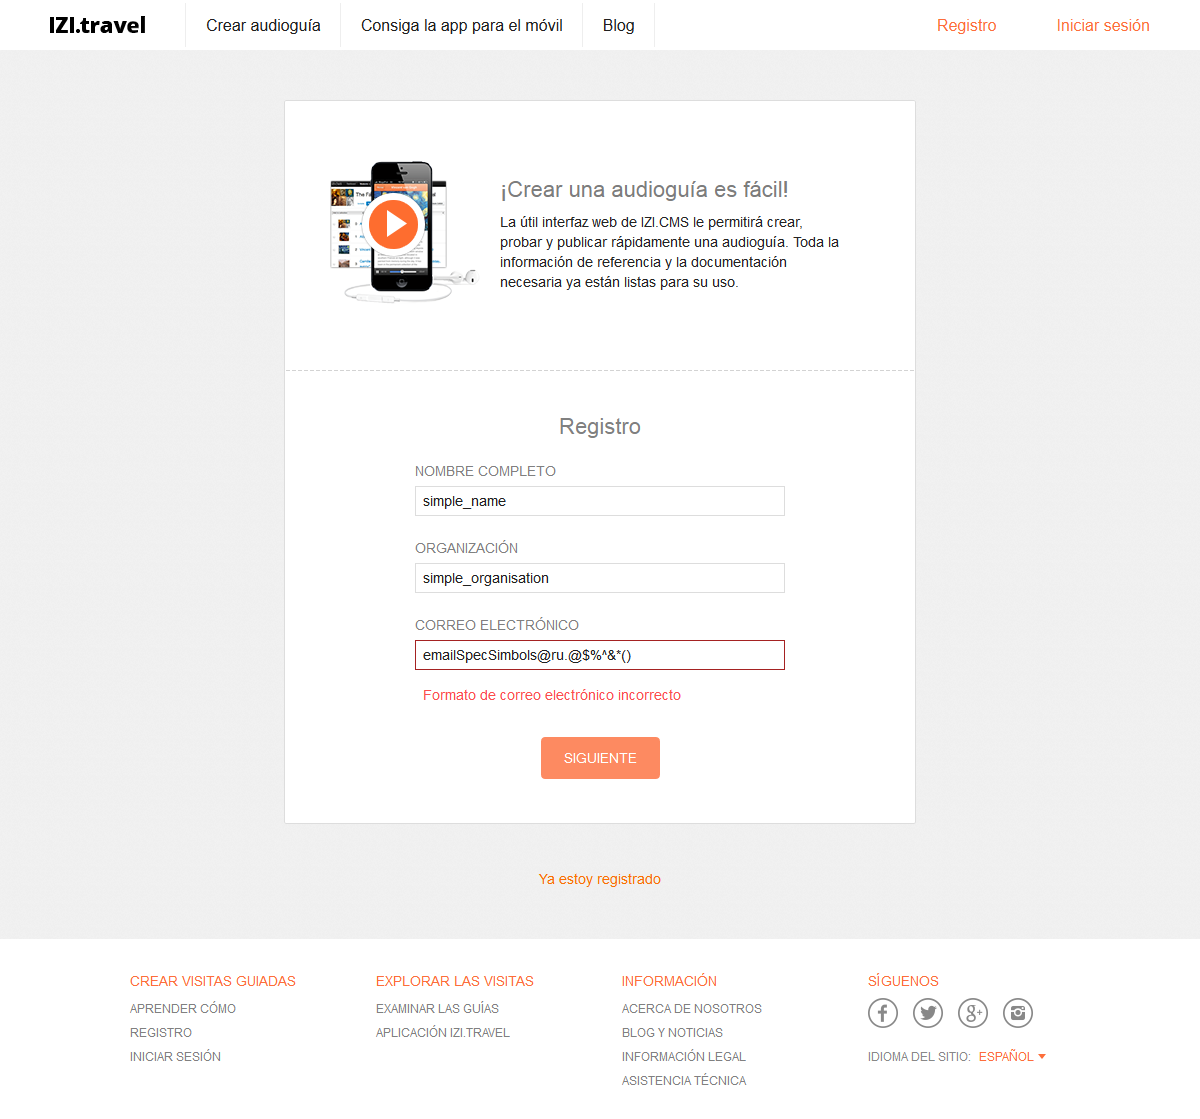 IZI.travel
Crear audioguía
Consiga la app para el móvil
Blog
Registro
Iniciar sesión
¡Crear una audioguía es fácil!
La útil interfaz web de IZI.CMS le permitirá crear,
probar y publicar rápidamente una audioguía. Toda la
información de referencia y la documentación
necesaria ya están listas para su uso.
Registro
NOMBRE COMPLETO
simple_name
ORGANIZACIÓN
simple_organisation
CORREO ELECTRÓNICO
emailSpecSimbols@ru.@$%^&*()
Formato de correo electrónico incorrecto
SIGUIENTE
Ya estoy registrado
CREAR VISITAS GUIADAS
APRENDER CÓMO
REGISTRO
INICIAR SESIÓN
EXPLORAR LAS VISITAS
EXAMINAR LAS GUÍAS
APLICACIÓN IZI.TRAVEL
INFORMACIÓN
ACERCA DE NOSOTROS
BLOG Y NOTICIAS
INFORMACIÓN LEGAL
ASISTENCIA TÉCNICA
SÍGUENOS
IDIOMA DEL SITIO: ESPAÑOL